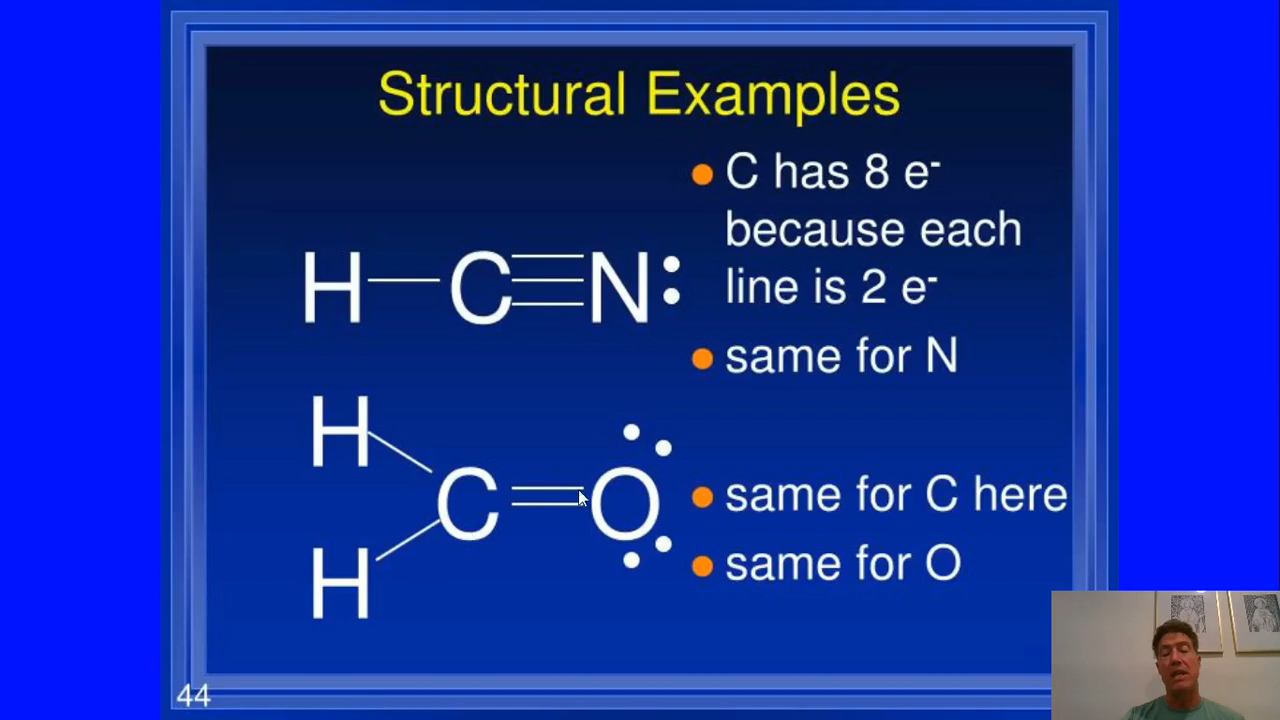 Structural Examples
C has 8 e-
because each
line is 2 e-
same for N
H C N
H
C O
H
same for C here
same for O
44